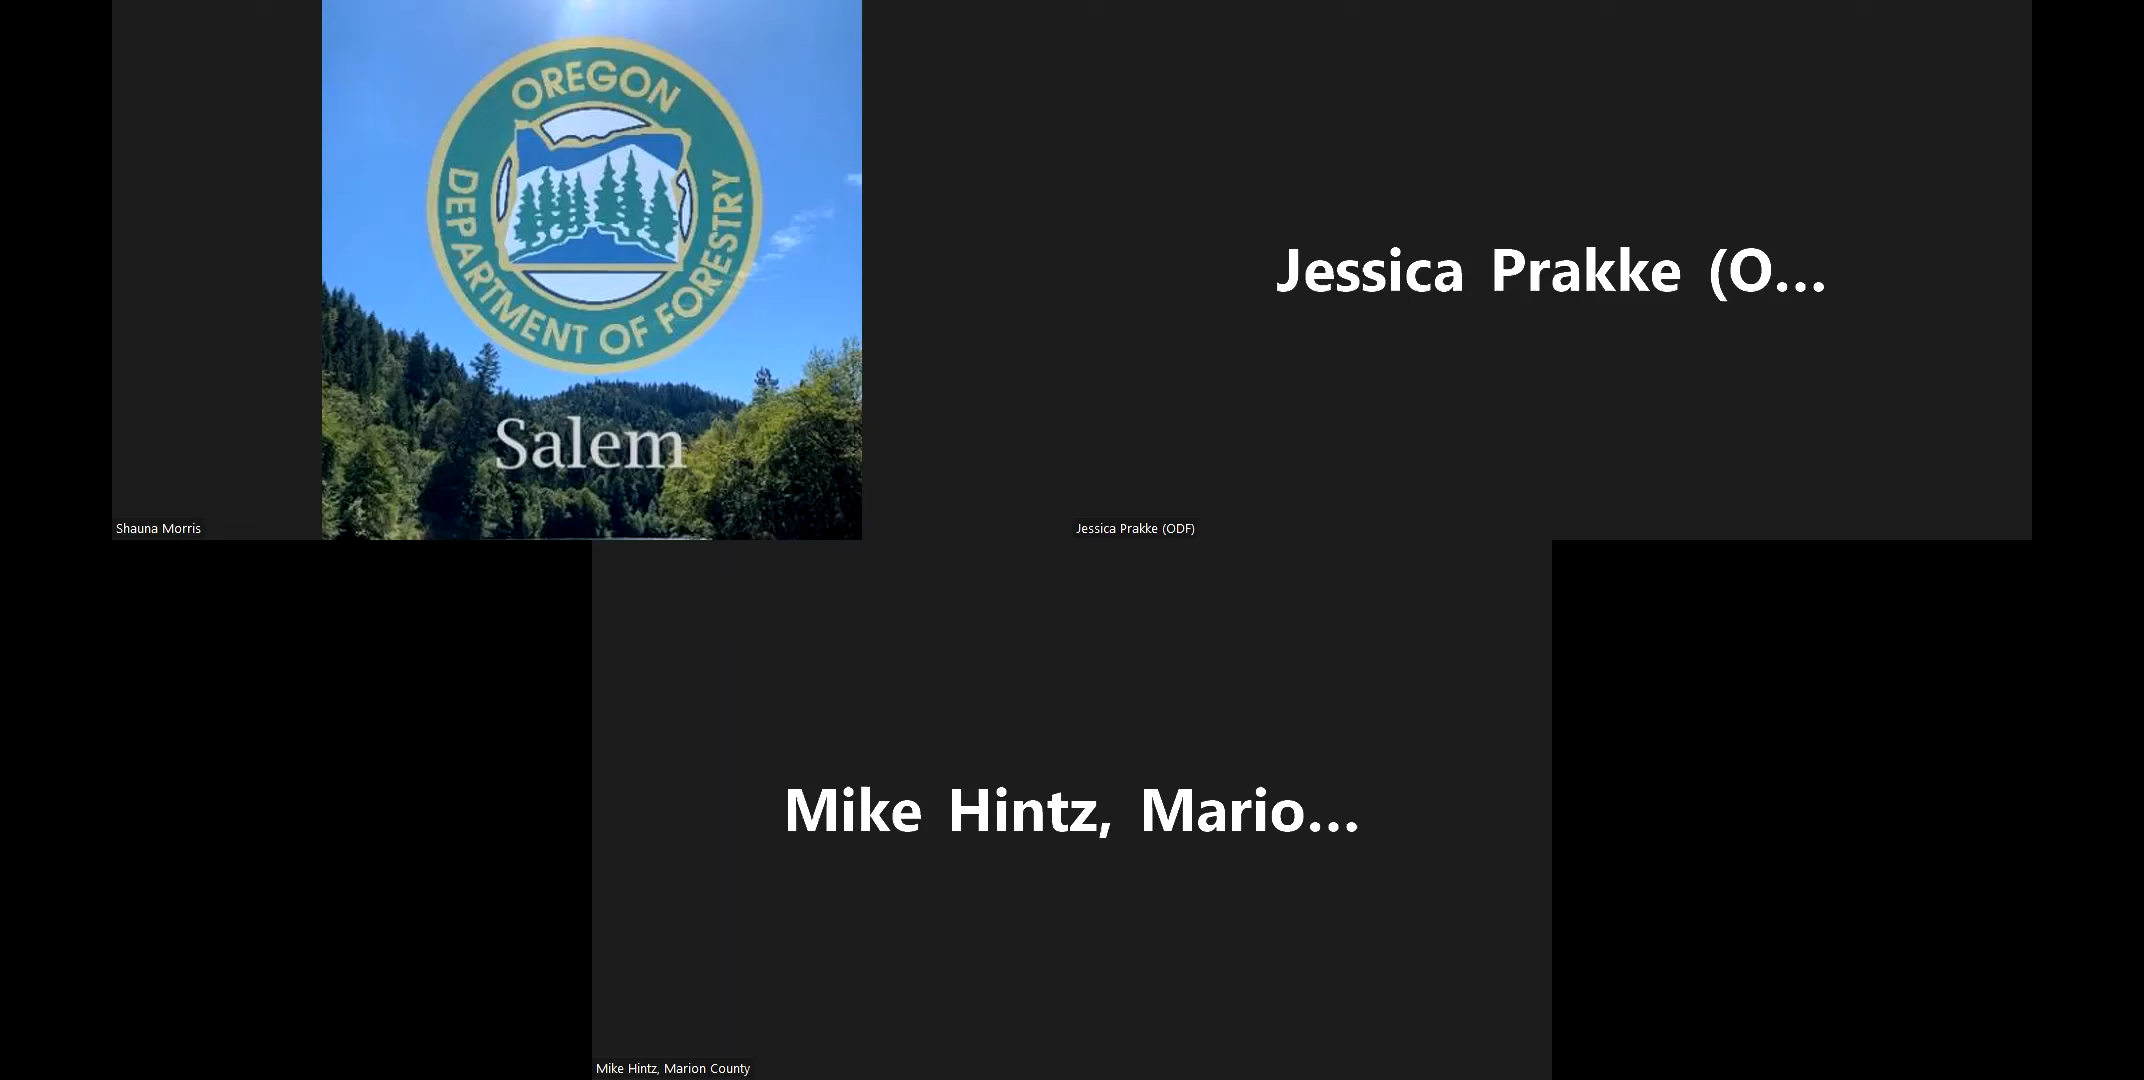 OREGON
DEPARTMENT OF FORESTRY
Salem
Shauna Morris
Jessica Prakke (O...
Jessica Prakke (ODF)
Mike Hintz, Mario...
Mike Hintz, Marion County